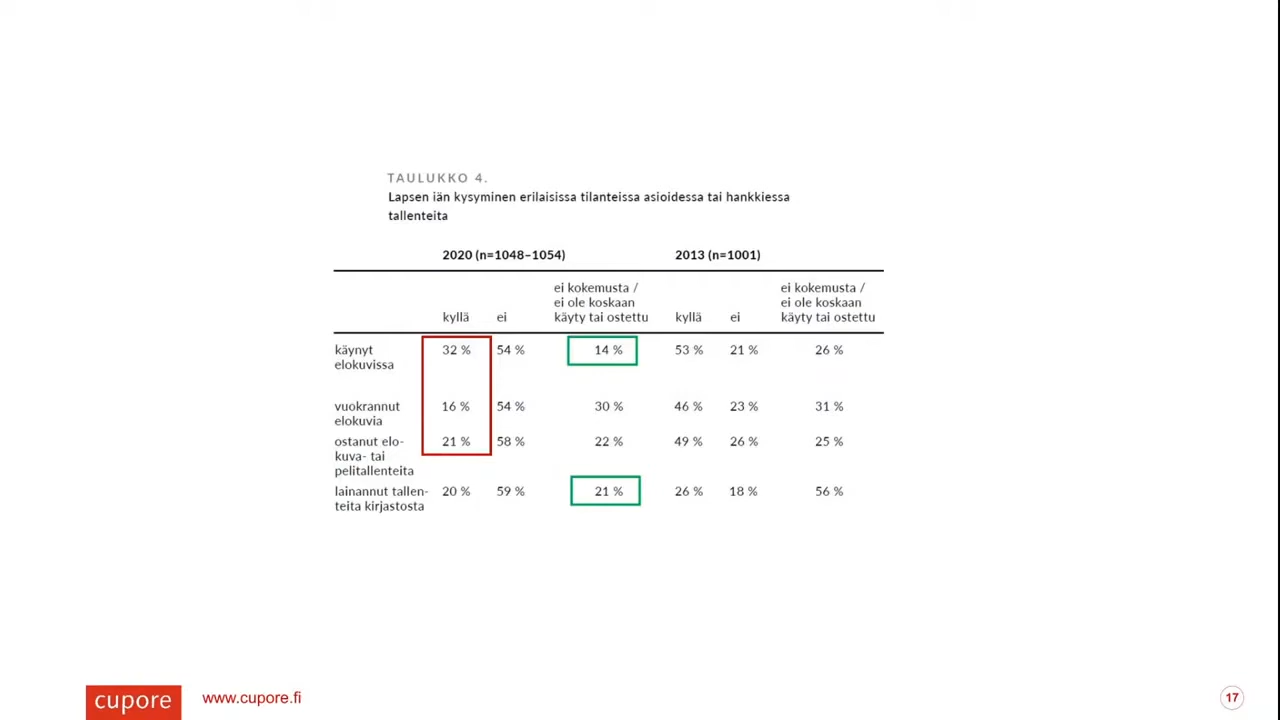 TAULUKKO 4.
Lapsen iän kysyminen erilaisissa tilanteissa asioidessa tai hankkiessa
tallenteita
2020 (n=1048–1054) 2013 (n=1001)
ei kokemusta / ei kokemusta /
ei ole koskaan ei ole koskaan
kyllä ei käyty tai ostettu kyllä ei käyty tai ostettu
käynyt 32 % 54 % 14 % 53 % 21 % 26 %
elokuvissa
vuokrannut 16 % 54 % 30 % 46 % 23 % 31 %
elokuvia
ostanut elo- 21 % 58 % 22 % 49 % 26 % 25 %
kuva- tai
pelitallenteita
lainannut tallen- 20 % 59 % 21 % 26 % 18 % 56 %
teita kirjastosta
cupore www.cupore.fi 17